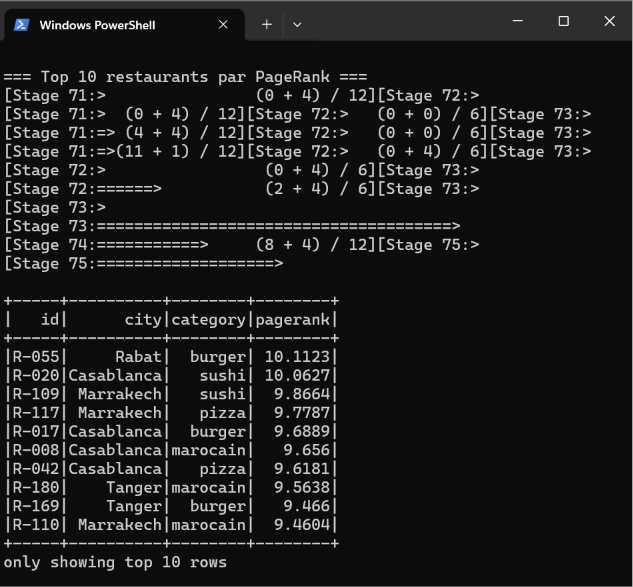 Windows PowerShell
=== Top 10 restaurants par PageRank ===
[Stage 71:>                (0 + 4) / 12][Stage 72:>
[Stage 71:>  (0 + 4) / 12][Stage 72:>   (0 + 0) / 6][Stage 73:>
[Stage 71:=> (4 + 4) / 12][Stage 72:>   (0 + 0) / 6][Stage 73:>
[Stage 71:=>(11 + 1) / 12][Stage 72:>   (0 + 4) / 6][Stage 73:>
[Stage 72:>                 (0 + 4) / 6][Stage 73:>
[Stage 72:======>           (2 + 4) / 6][Stage 73:>
[Stage 73:>
[Stage 73:======================================>
[Stage 74:===========>     (8 + 4) / 12][Stage 75:>
[Stage 75:===================>
+-----+----------+--------+--------+
|   id|      city|category|pagerank|
+-----+----------+--------+--------+
|R-055|     Rabat|  burger| 10.1123|
|R-020|Casablanca|   sushi| 10.0627|
|R-109| Marrakech|   sushi|  9.8664|
|R-117| Marrakech|   pizza|  9.7787|
|R-017|Casablanca|  burger|  9.6889|
|R-008|Casablanca|marocain|   9.656|
|R-042|Casablanca|   pizza|  9.6181|
|R-180|    Tanger|marocain|  9.5638|
|R-169|    Tanger|  burger|   9.466|
|R-110| Marrakech|marocain|  9.4604|
+-----+----------+--------+--------+
only showing top 10 rows